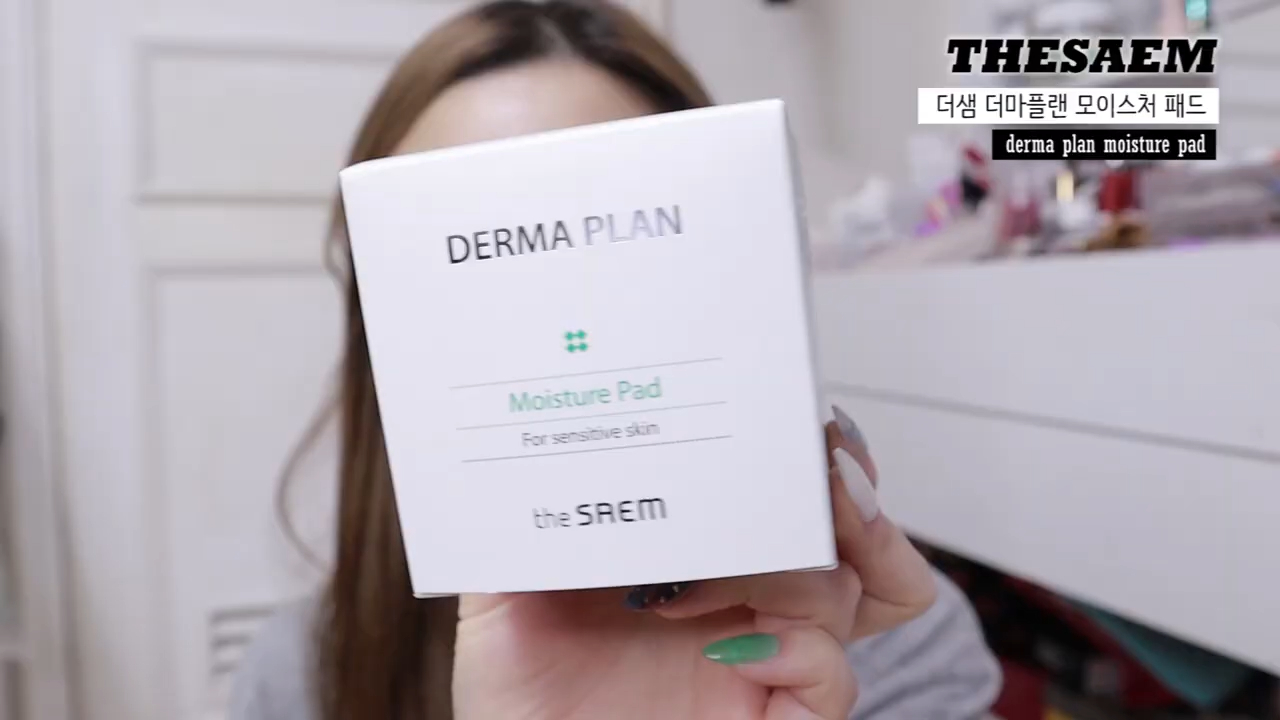 THESAEM
더샘 더마플랜 모이스처 패드
derma plan moisture pad
DERMA PLAN
Moisture Pad
For sensitive skin
the SAEM